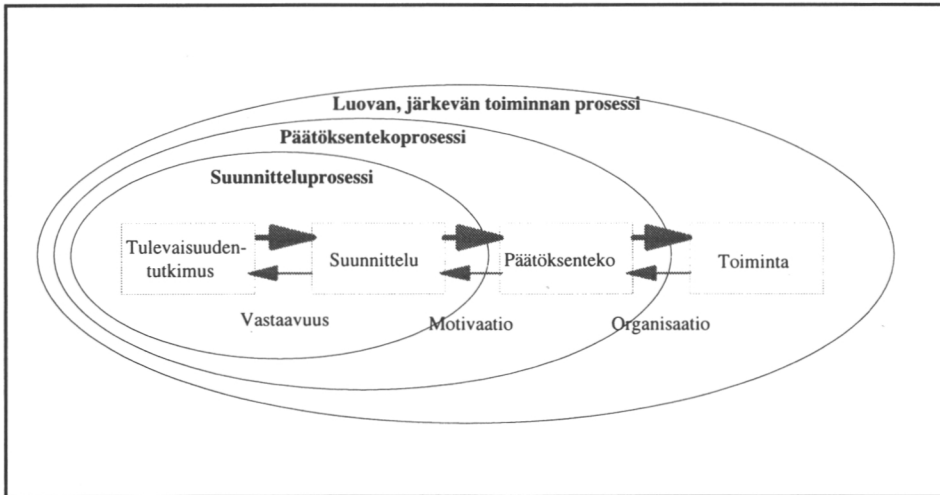 Luovan, järkevän toiminnan prosessi
Päätöksentekoprosessi
Suunnitteluprosessi
Tulevaisuuden-
tutkimus
Suunnittelu
Päätöksenteko
Toiminta
Vastaavuus
Motivaatio
Organisaatio